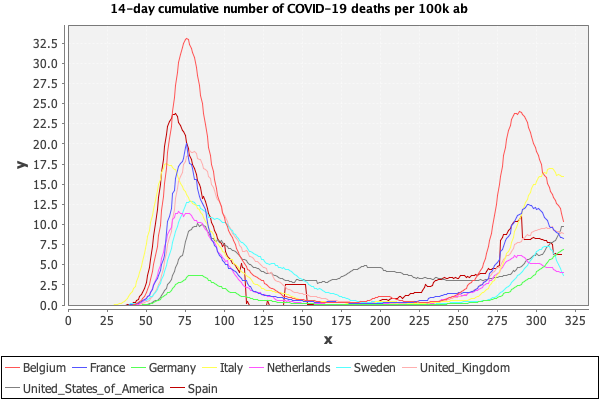 14-day cumulative number of COVID-19 deaths per 100k ab
y
32.5
30.0
27.5
25.0
22.5
20.0
17.5
15.0
12.5
10.0
7.5
5.0
2.5
0.0
0 25 50 75 100 125 150 175 200 225 250 275 300 325
x
Belgium France Germany Italy Netherlands Sweden United_Kingdom
United_States_of_America Spain